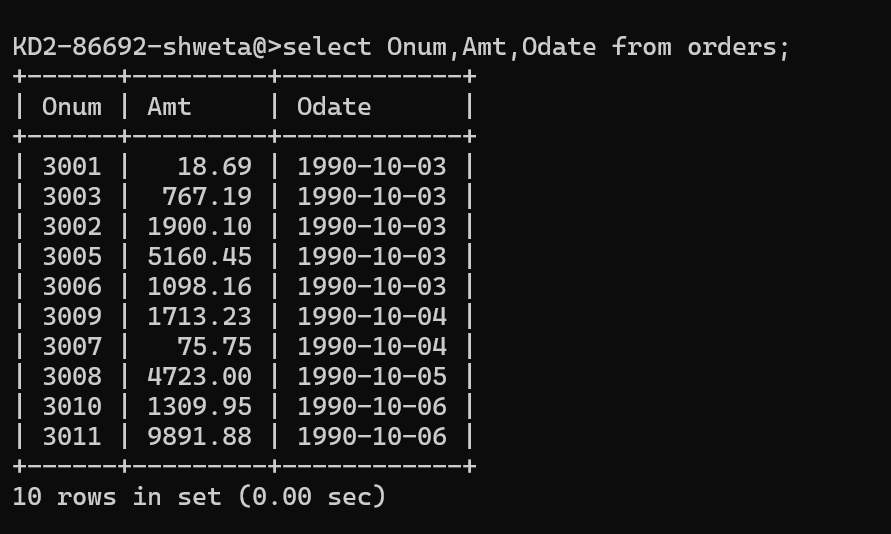 KD2-86692-shweta@>select Onum,Amt,Odate from orders;
+------+---------+------------+
| Onum | Amt     | Odate      |
+------+---------+------------+
| 3001 |   18.69 | 1990-10-03 |
| 3003 |  767.19 | 1990-10-03 |
| 3002 | 1900.10 | 1990-10-03 |
| 3005 | 5160.45 | 1990-10-03 |
| 3006 | 1098.16 | 1990-10-03 |
| 3009 | 1713.23 | 1990-10-04 |
| 3007 |   75.75 | 1990-10-04 |
| 3008 | 4723.00 | 1990-10-05 |
| 3010 | 1309.95 | 1990-10-06 |
| 3011 | 9891.88 | 1990-10-06 |
+------+---------+------------+
10 rows in set (0.00 sec)